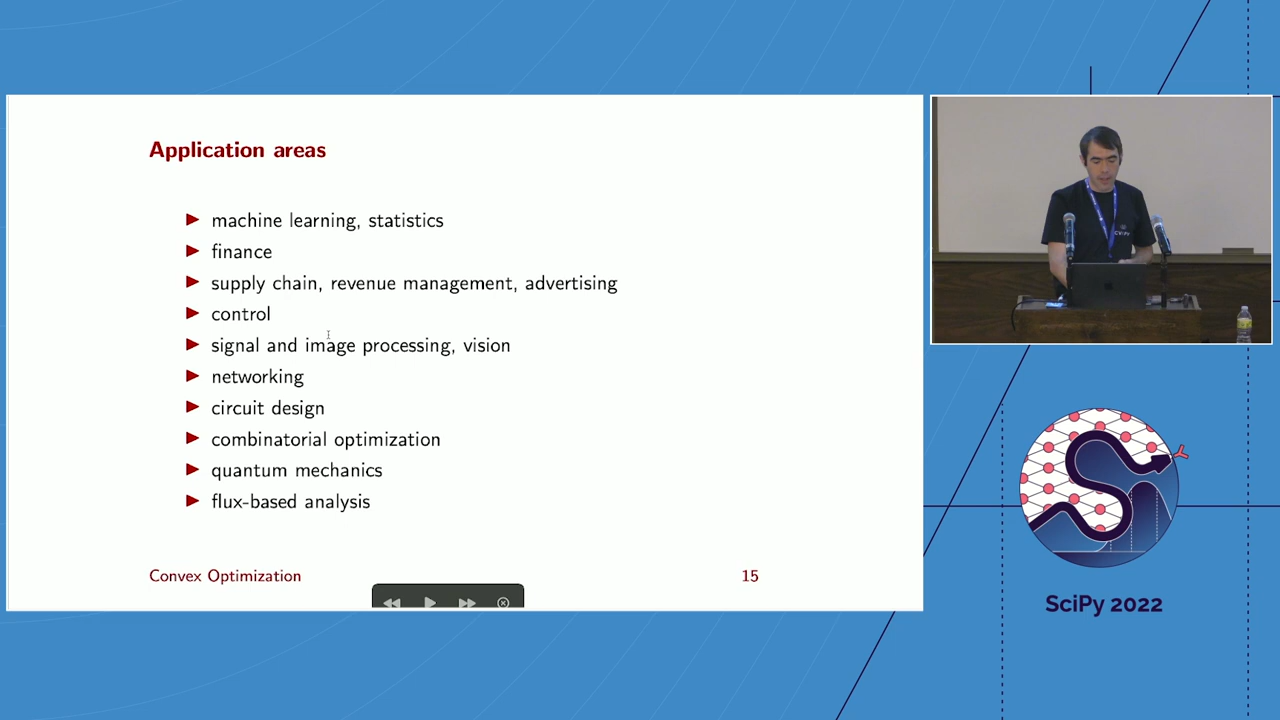 Application areas
machine learning, statistics
finance
supply chain, revenue management, advertising
control
signal and image processing, vision
networking
circuit design
combinatorial optimization
quantum mechanics
flux-based analysis
Convex Optimization
15
SciPy 2022